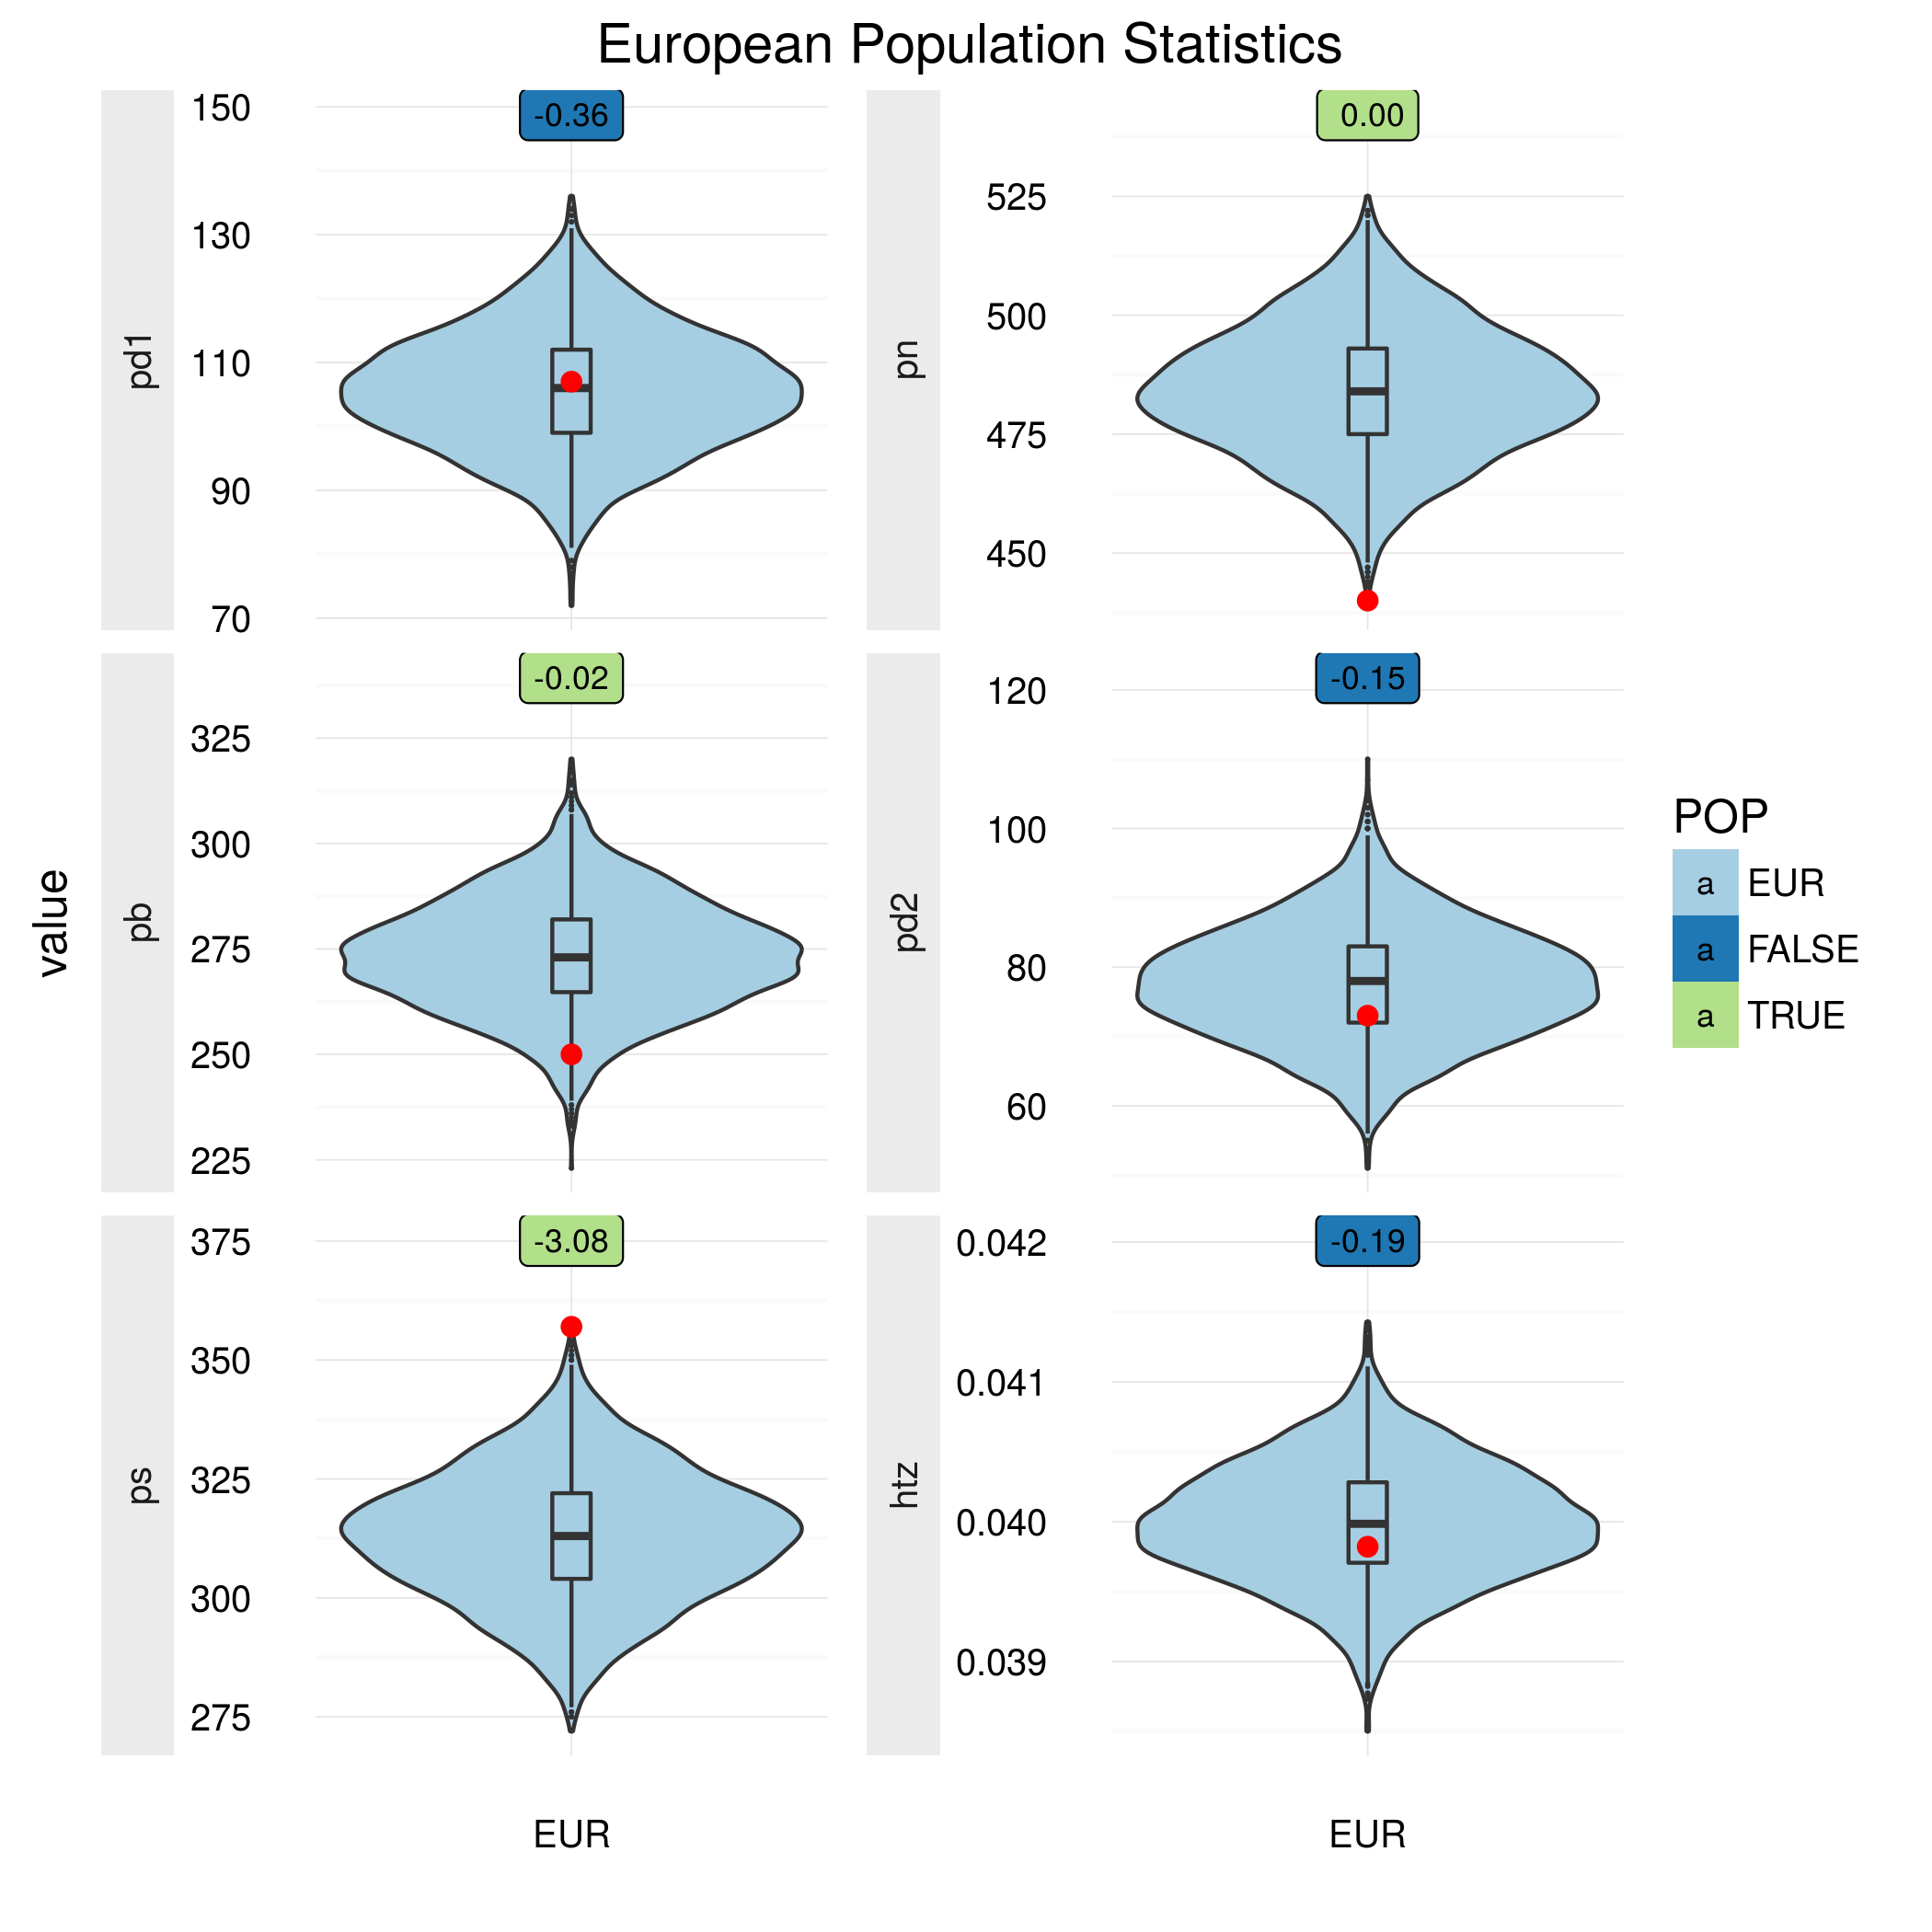 European Population Statistics
value
pd1
150
130
110
90
70
-0.36
pn
525
500
475
450
0.00
pb
325
300
275
250
225
-0.02
pd2
120
100
80
60
-0.15
ps
375
350
325
300
275
-3.08
htz
0.042
0.041
0.040
0.039
-0.19
EUR
EUR
POP
a EUR
a FALSE
a TRUE